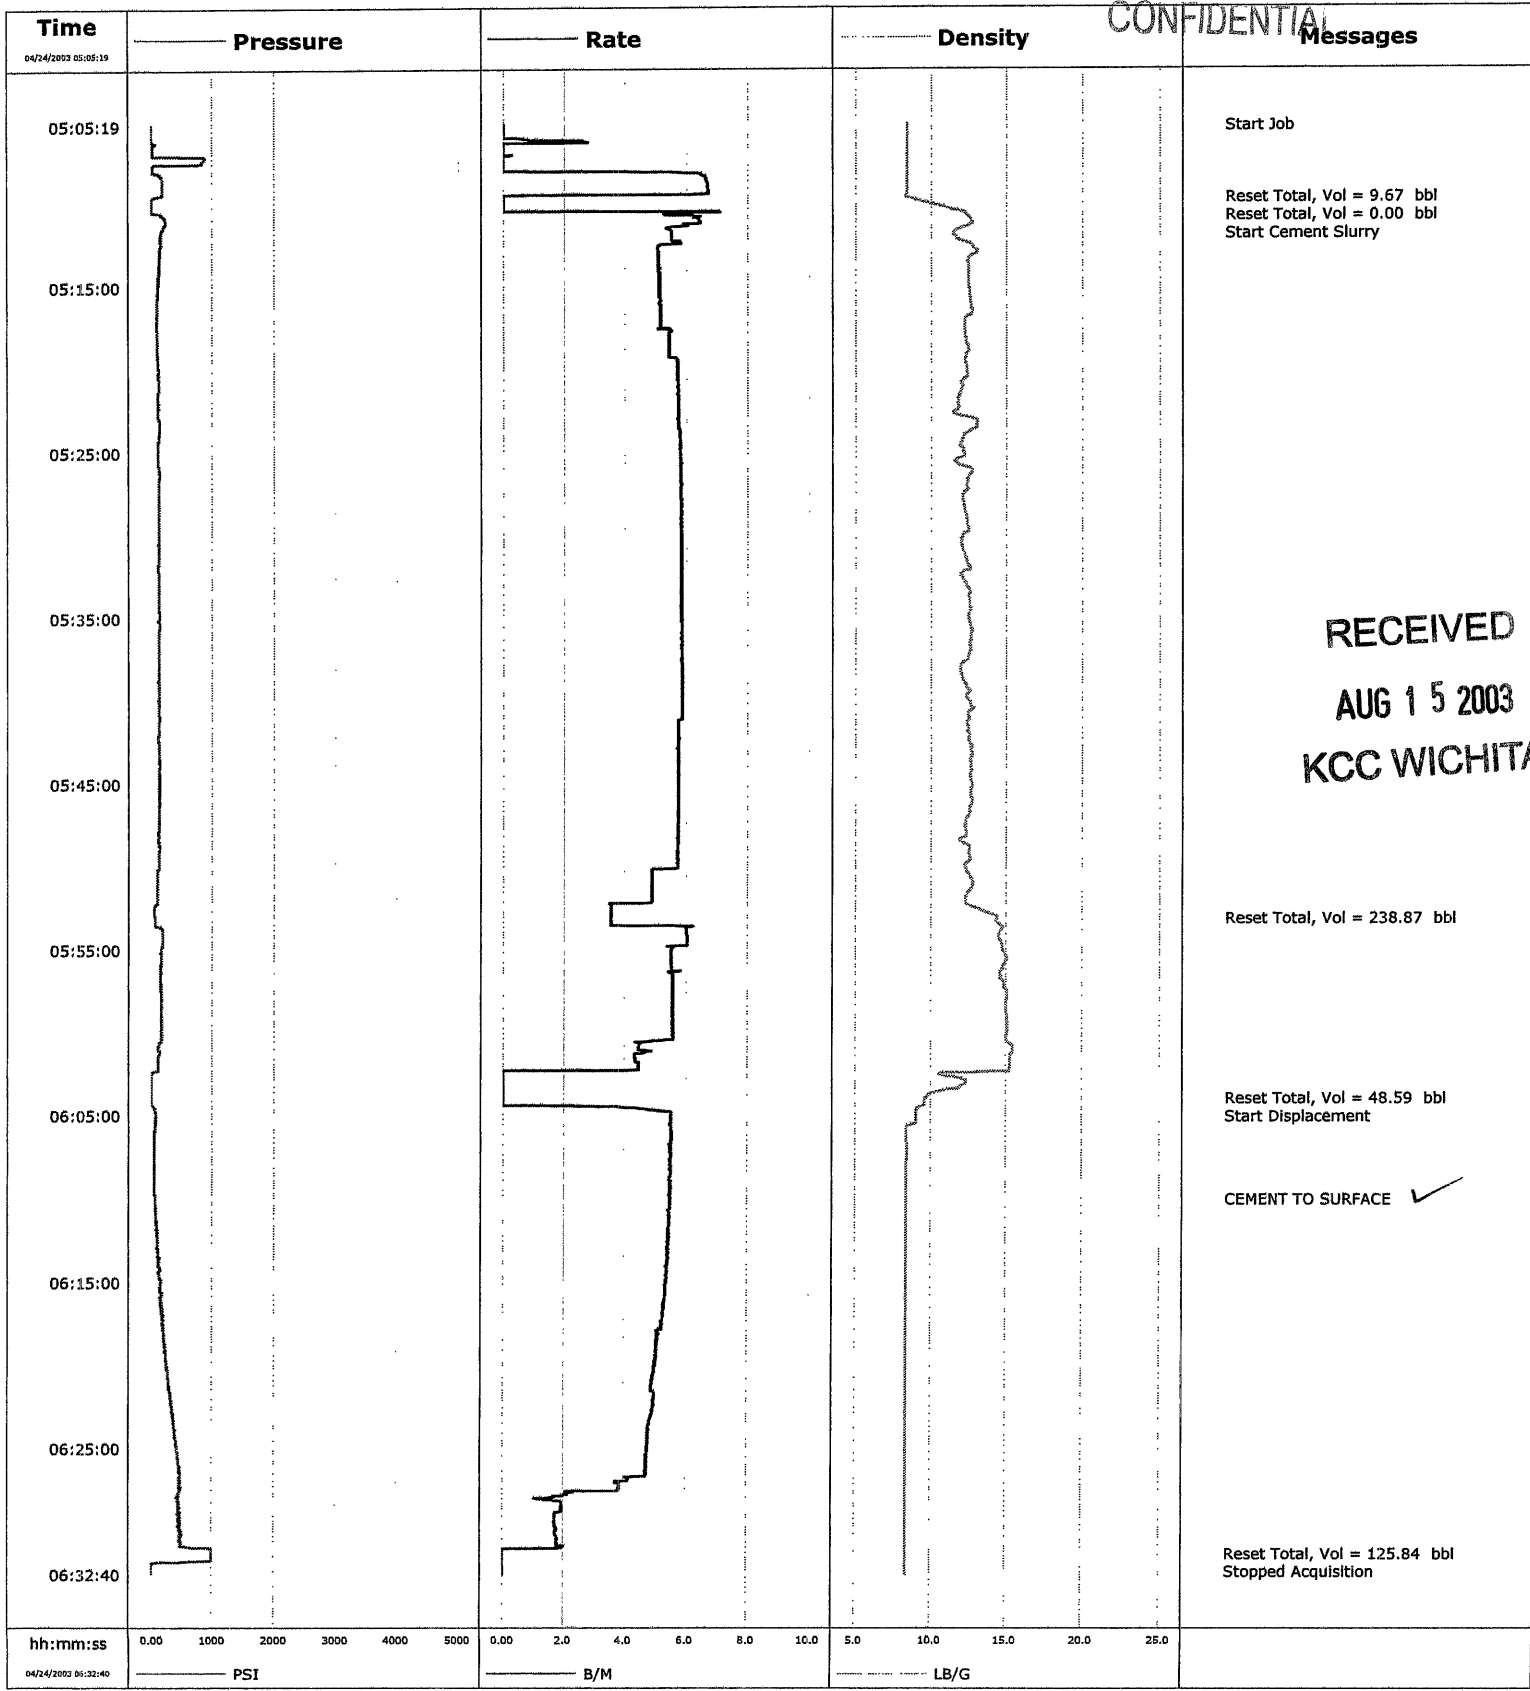 CONFIDENTIAL
Time
04/24/2003 05:05:19
Pressure
Rate
Density
Messages
05:05:19
Start Job
Reset Total, Vol = 9.67 bbl
Reset Total, Vol = 0.00 bbl
Start Cement Slurry
05:15:00
05:25:00
05:35:00
RECEIVED
AUG 15 2003
KCC WICHITA
05:45:00
Reset Total, Vol = 238.87 bbl
05:55:00
Reset Total, Vol = 48.59 bbl
06:05:00
Start Displacement
CEMENT TO SURFACE
06:15:00
06:25:00
Reset Total, Vol = 125.84 bbl
06:32:40
Stopped Acquisition
hh:mm:ss
0.00 1000 2000 3000 4000 5000
0.00 2.0 4.0 6.0 8.0 10.0
5.0 10.0 15.0 20.0 25.0
04/24/2003 06:32:40
PSI
B/M
LB/G